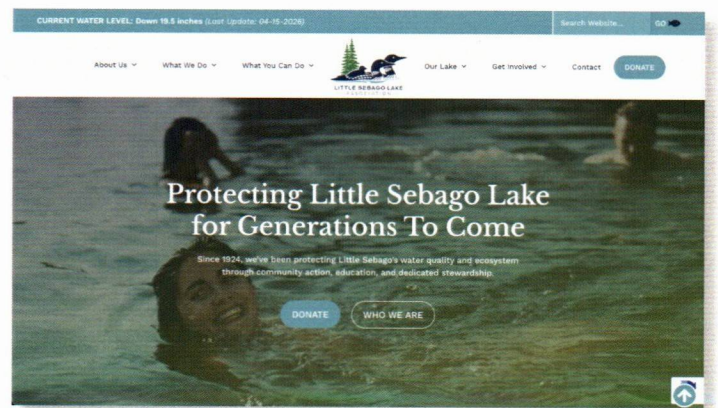 CURRENT WATER LEVEL: Down 19.5 inches (Last Update: 04-15-2026)
Search Website...
GO
About Us
What We Do
What You Can Do
LITTLE SEBAGO LAKE
ASSOCIATION
Our Lake
Get Involved
Contact
DONATE
Protecting Little Sebago Lake
for Generations To Come
Since 1924, we've been protecting Little Sebago's water quality and ecosystem
through community action, education, and dedicated stewardship.
DONATE
WHO WE ARE